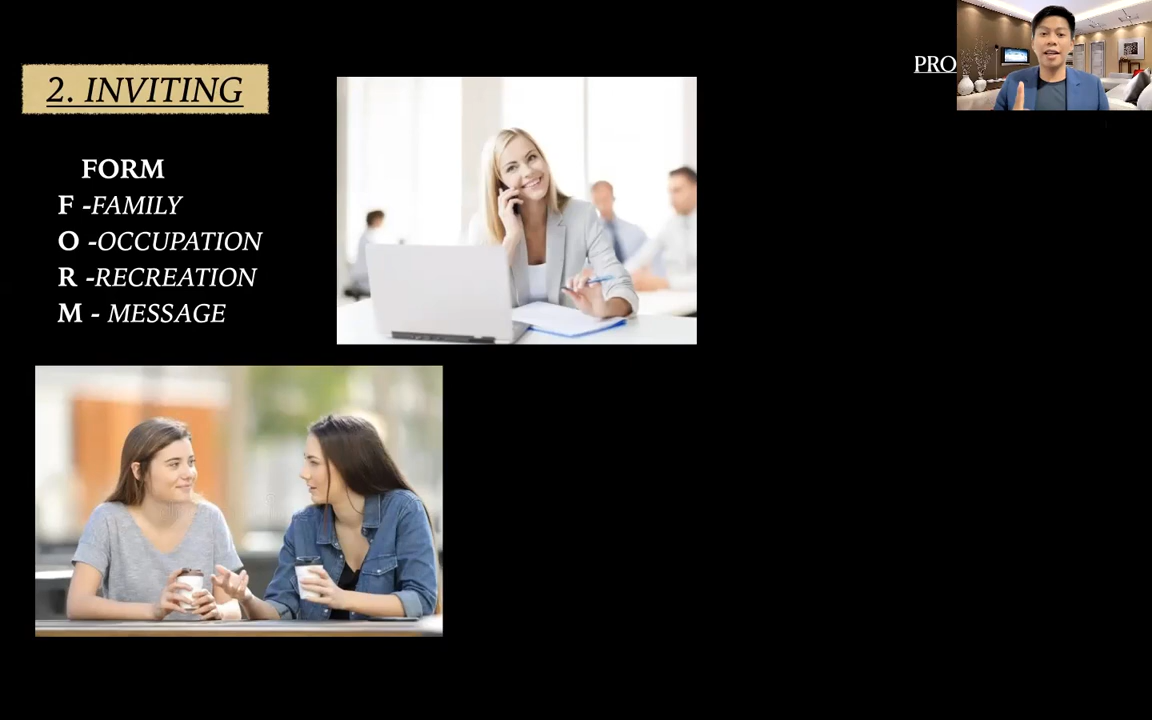 2. INVITING
PRO
FORM
F -FAMILY
O -OCCUPATION
R -RECREATION
M - MESSAGE